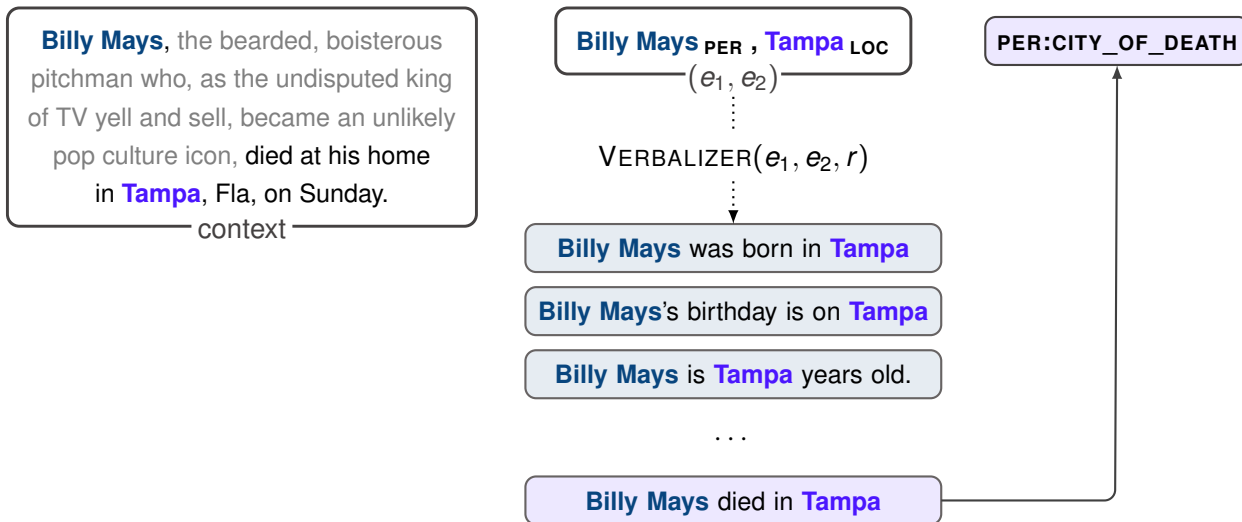 Billy Mays, the bearded, boisterous
pitchman who, as the undisputed king
of TV yell and sell, became an unlikely
pop culture icon, died at his home
in Tampa, Fla, on Sunday.
context
Billy Mays PER , Tampa LOC
(e1, e2)
VERBALIZER(e1, e2, r)
Billy Mays was born in Tampa
Billy Mays's birthday is on Tampa
Billy Mays is Tampa years old.
...
Billy Mays died in Tampa
PER:CITY_OF_DEATH